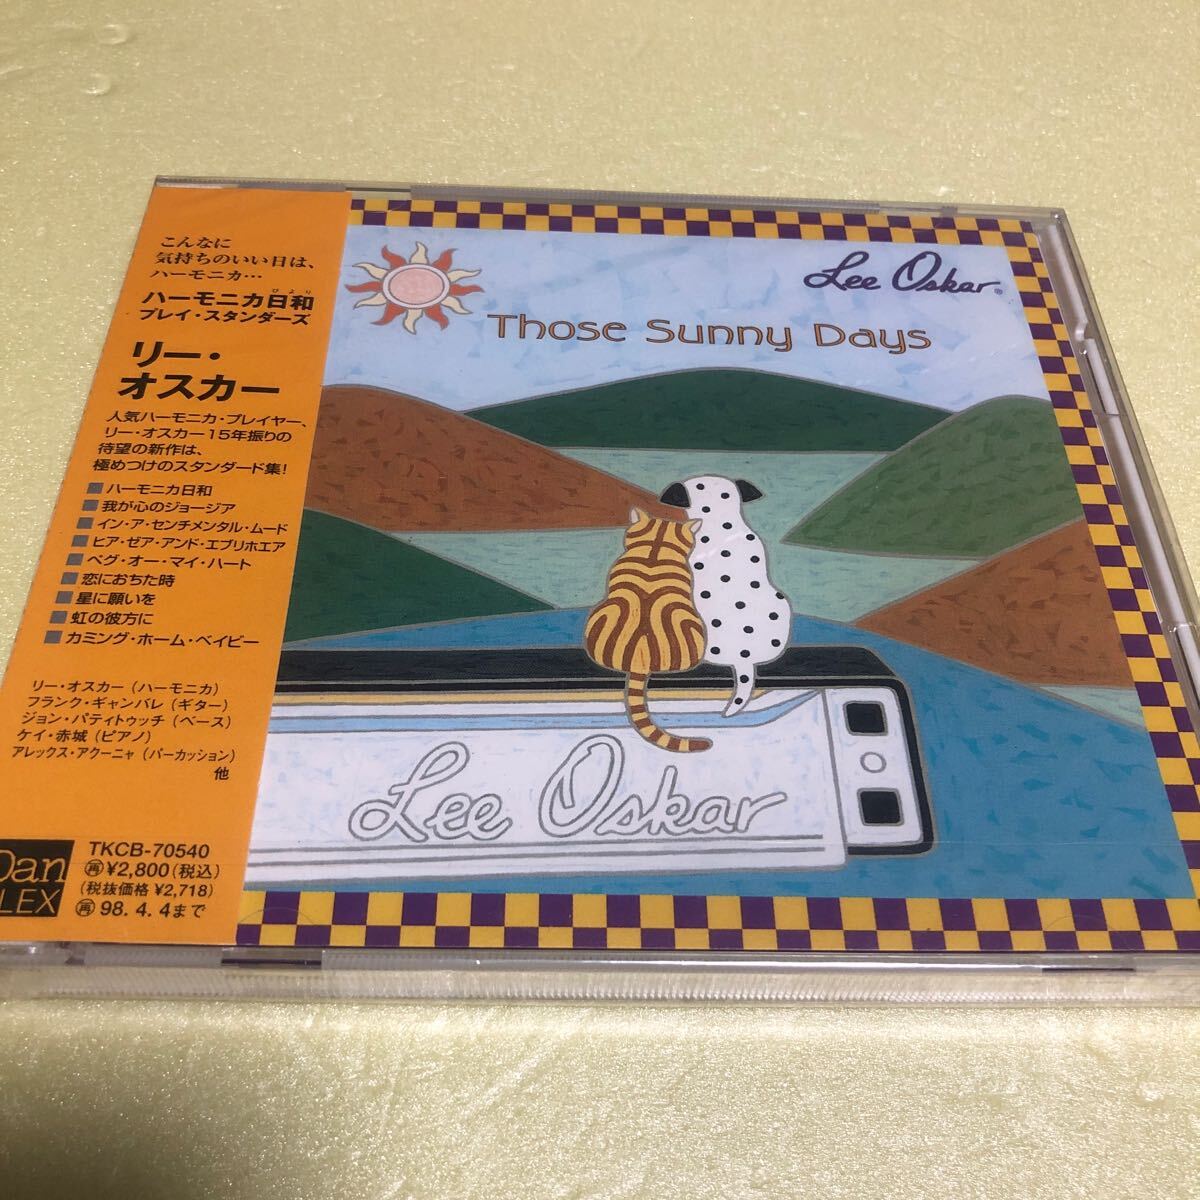 こんなに
気持ちのいい日は、
ハーモニカ…
びより
ハーモニカ日和
プレイ・スタンダーズ
リー・
オスカー
人気ハーモニカ・プレイヤー、
リー・オスカー15年振りの
待望の新作は、
極めつけのスタンダード集!
■ハーモニカ日和
■我が心のジョージア
■イン・ア・センチメンタル・ムード
■ヒア・ゼア・アンド・エブリホエア
■ペグ・オー・マイ・ハート
■恋におちた時
■星に願いを
■虹の彼方に
■カミング・ホーム・ベイビー
リー・オスカー(ハーモニカ)
フランク・ギャンバレ(ギター)
ジョン・パティトゥッチ(ベース)
ケイ・赤城(ピアノ)
アレックス・アクーニャ(パーカッション)
他
Dan
LEX
TKCB-70540
再¥2,800(税込)
(税抜価格 ¥2,718)
再98.4.4まで
Lee Oskar®
Those Sunny Days
Lee Oskar